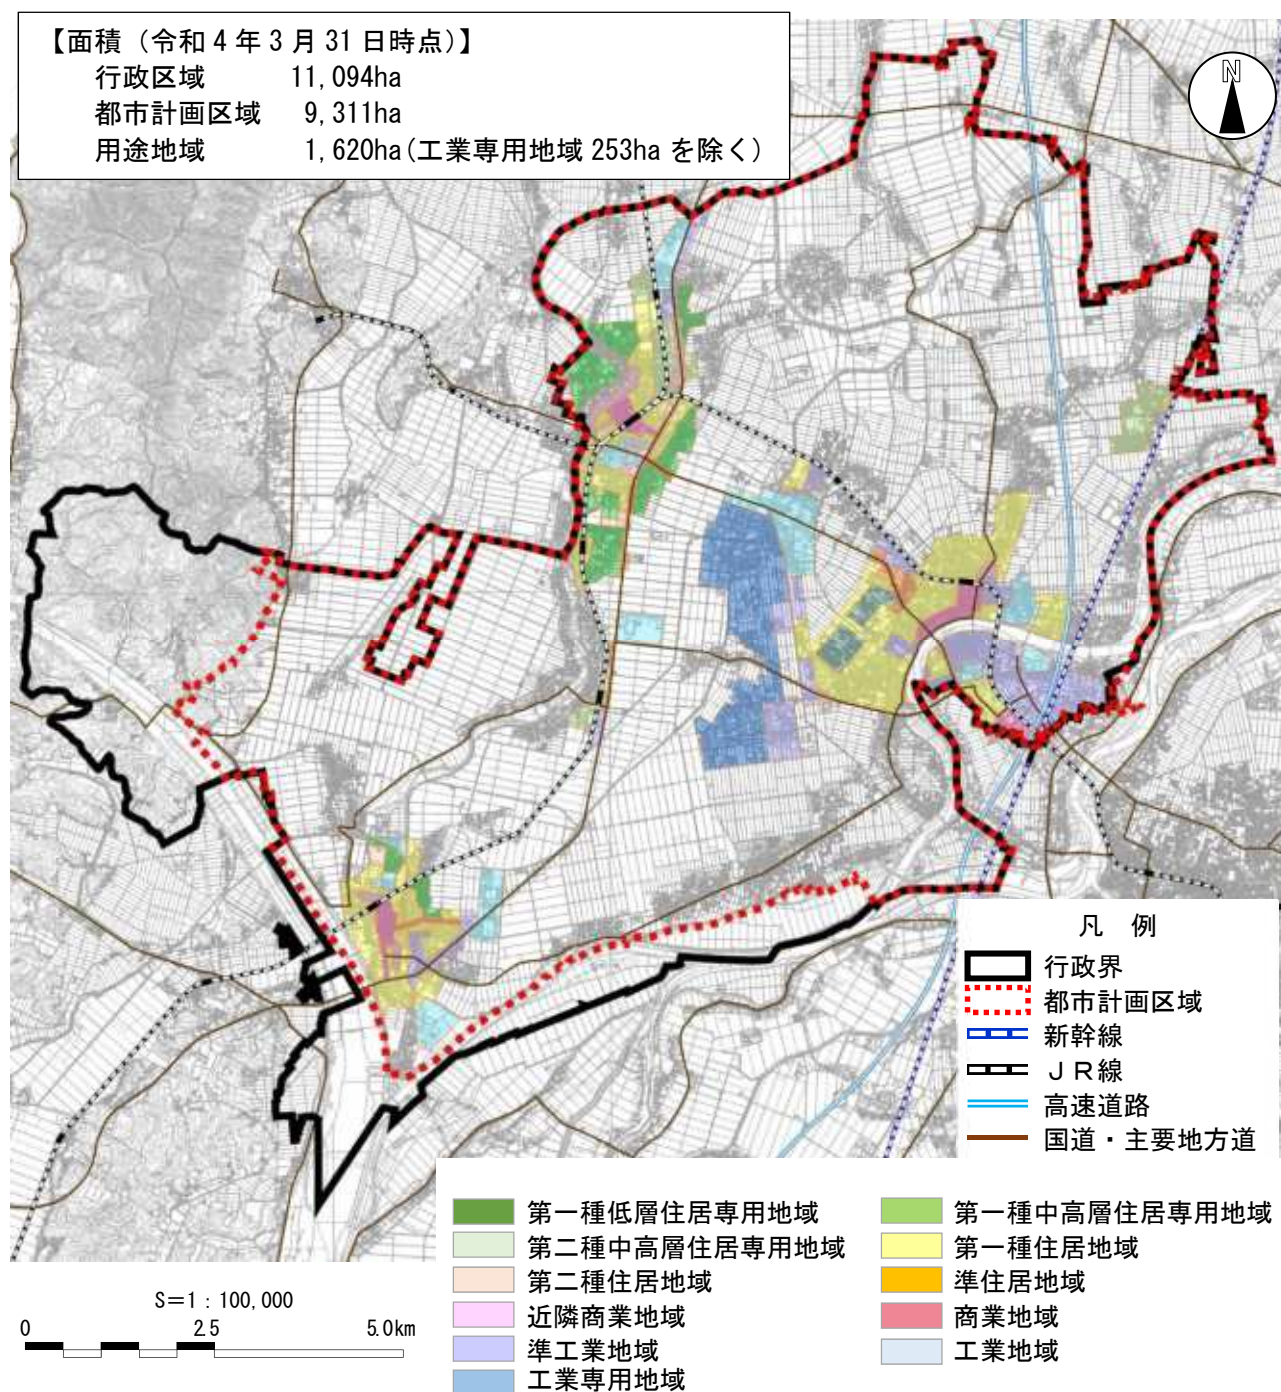 【面積（令和4年3月31日時点）】
行政区域 11,094ha
都市計画区域 9,311ha
用途地域 1,620ha(工業専用地域 253ha を除く)
N
凡 例
行政界
都市計画区域
新幹線
ＪＲ線
高速道路
国道・主要地方道
第一種低層住居専用地域
第一種中高層住居専用地域
第二種中高層住居専用地域
第一種住居地域
第二種住居地域
準住居地域
近隣商業地域
商業地域
準工業地域
工業地域
工業専用地域
S＝1：100,000
0 2.5 5.0km